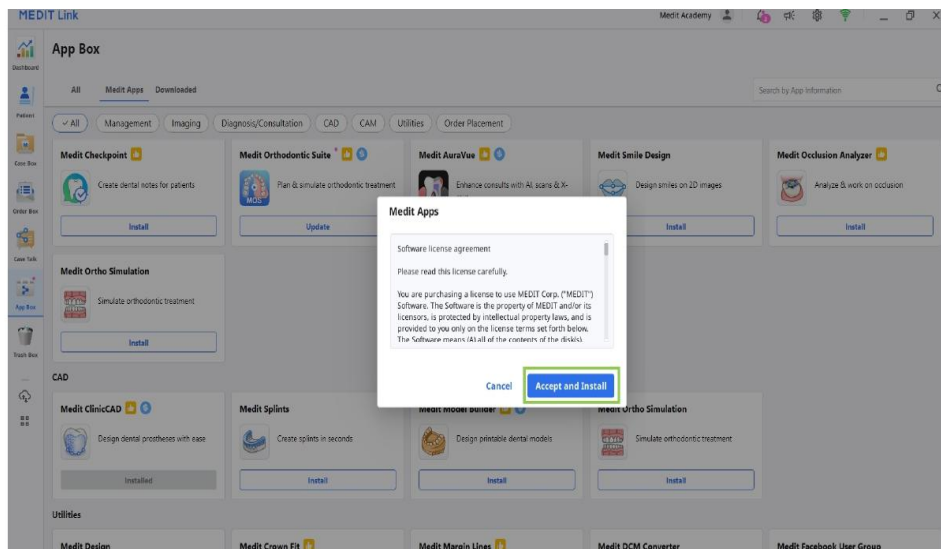 MEDIT Link
Medit Academy
App Box
Dashboard
Patient
Case Box
Order Box
Case Talk
App Box
Trash Box
All Medit Apps Downloaded
Search by App Information
All Management Imaging Diagnosis/Consultation CAD CAM Utilities Order Placement
Medit Checkpoint
Create dental notes for patients
Install
Medit Orthodontic Suite *
MOS
Plan & simulate orthodontic treatment
Update
Medit AuraVue
Enhance consults with AI, scans & X-
Medit Smile Design
Design smiles on 2D images
Install
Medit Occlusion Analyzer
Analyze & work on occlusion
Install
Medit Ortho Simulation
Simulate orthodontic treatment
Install
Medit Apps
Software license agreement
Please read this license carefully.
You are purchasing a license to use MEDIT Corp. ("MEDIT")
Software. The Software is the property of MEDIT and/or its
licensors, is protected by intellectual property laws, and is
provided to you only on the license terms set forth below.
The Software means (A) all of the contents of the disk(s),
Cancel Accept and Install
CAD
Medit ClinicCAD
Design dental prostheses with ease
Installed
Medit Splints
Create splints in seconds
Install
Medit Model Builder
Design printable dental models
Install
Medit Ortho Simulation
Simulate orthodontic treatment
Install
Utilities
Medit Design
Medit Crown Fit
Medit Margin Lines
Medit DCM Converter
Medit Facebook User Group